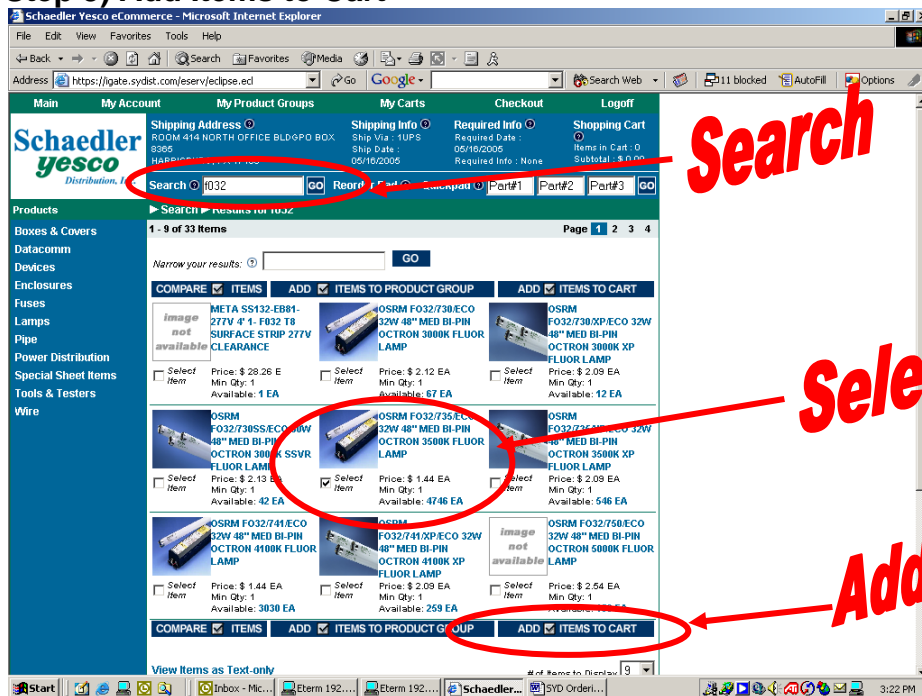 Step 6) Add Items to Cart
Schaedler Yesco eCommerce - Microsoft Internet Explorer
File Edit View Favorites Tools Help
Back Search Favorites Media
Address https://igate.sydist.com/eserv/eclipse.ecl Go Google Search Web 11 blocked AutoFill Options
Main My Account My Product Groups My Carts Checkout Logoff
Schaedler
yesco
Distribution,
Shipping Address
ROOM 414 NORTH OFFICE BLDGPO BOX
8365
Shipping Info
Ship Via : 1UPS
Ship Date :
05/16/2005
Required Info
Required Date :
05/16/2005
Required Info : None
Shopping Cart
Items in Cart : 0
Subtotal : $ 0.00
Search f032 GO Reorder Pad Quickpad Part#1 Part#2 Part#3 GO
Search
Products
Boxes & Covers
Datacomm
Devices
Enclosures
Fuses
Lamps
Pipe
Power Distribution
Special Sheet Items
Tools & Testers
Wire
Search Results for f032
1 - 9 of 33 Items Page 1 2 3 4
Narrow your results: GO
COMPARE ITEMS ADD ITEMS TO PRODUCT GROUP ADD ITEMS TO CART
image
not
available
META SS132-EB81-
277V 4' 1- F032 T8
SURFACE STRIP 277V
CLEARANCE
Select
Item
Price: $ 28.26 E
Min Qty: 1
Available: 1 EA
OSRM FO32/730/ECO
32W 48" MED BI-PIN
OCTRON 3000K FLUOR
LAMP
Select
Item
Price: $ 2.12 EA
Min Qty: 1
Available: 67 EA
OSRM
FO32/730/XP/ECO 32W
48" MED BI-PIN
OCTRON 3000K XP
FLUOR LAMP
Select
Item
Price: $ 2.09 EA
Min Qty: 1
Available: 12 EA
OSRM
FO32/730SS/ECO 30W
48" MED BI-PIN
OCTRON 3000K SSVR
FLUOR LAMP
Select
Item
Price: $ 2.13 EA
Min Qty: 1
Available: 42 EA
OSRM FO32/735/ECO
32W 48" MED BI-PIN
OCTRON 3500K FLUOR
LAMP
Select
Item
Price: $ 1.44 EA
Min Qty: 1
Available: 4746 EA
OSRM
FO32/735/XP/ECO 32W
48" MED BI-PIN
OCTRON 3500K XP
FLUOR LAMP
Select
Item
Price: $ 2.09 EA
Min Qty: 1
Available: 546 EA
Sele
OSRM FO32/741/ECO
32W 48" MED BI-PIN
OCTRON 4100K FLUOR
LAMP
Select
Item
Price: $ 1.44 EA
Min Qty: 1
Available: 3030 EA
OSRM
FO32/741/XP/ECO 32W
48" MED BI-PIN
OCTRON 4100K XP
FLUOR LAMP
Select
Item
Price: $ 2.09 EA
Min Qty: 1
Available: 259 EA
image
not
available
OSRM FO32/750/ECO
32W 48" MED BI-PIN
OCTRON 5000K FLUOR
LAMP
Select
Item
Price: $ 2.54 EA
Min Qty: 1
Add
COMPARE ITEMS ADD ITEMS TO PRODUCT GROUP ADD ITEMS TO CART
View Items as Text-only # of Items to Display 9
Start Inbox - Mic... Eterm 192.... Eterm 192.... Schaedler... SYD Orderi... 3:22 PM